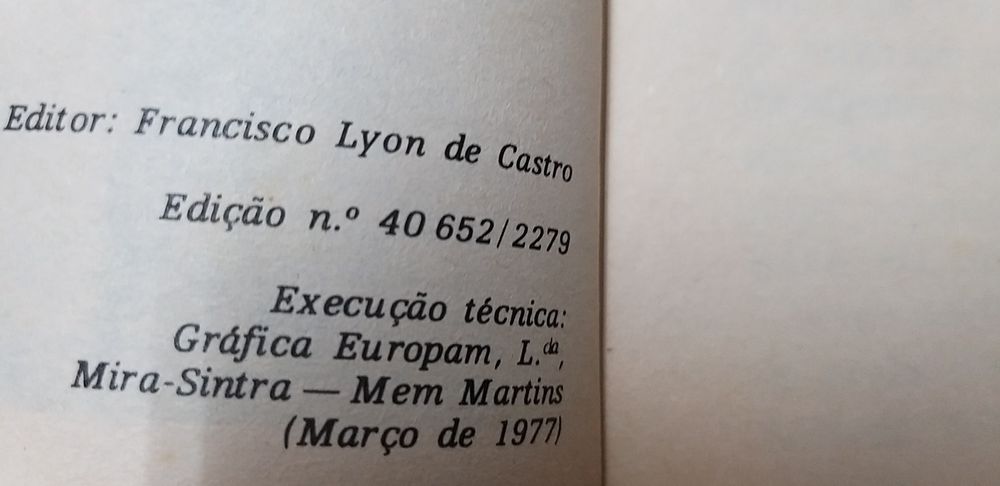 Editor: Francisco Lyon de Castro
Edição n.º 40 652/2279
Execução técnica:
Gráfica Europam, L.da,
Mira-Sintra — Mem Martins
(Março de 1977)